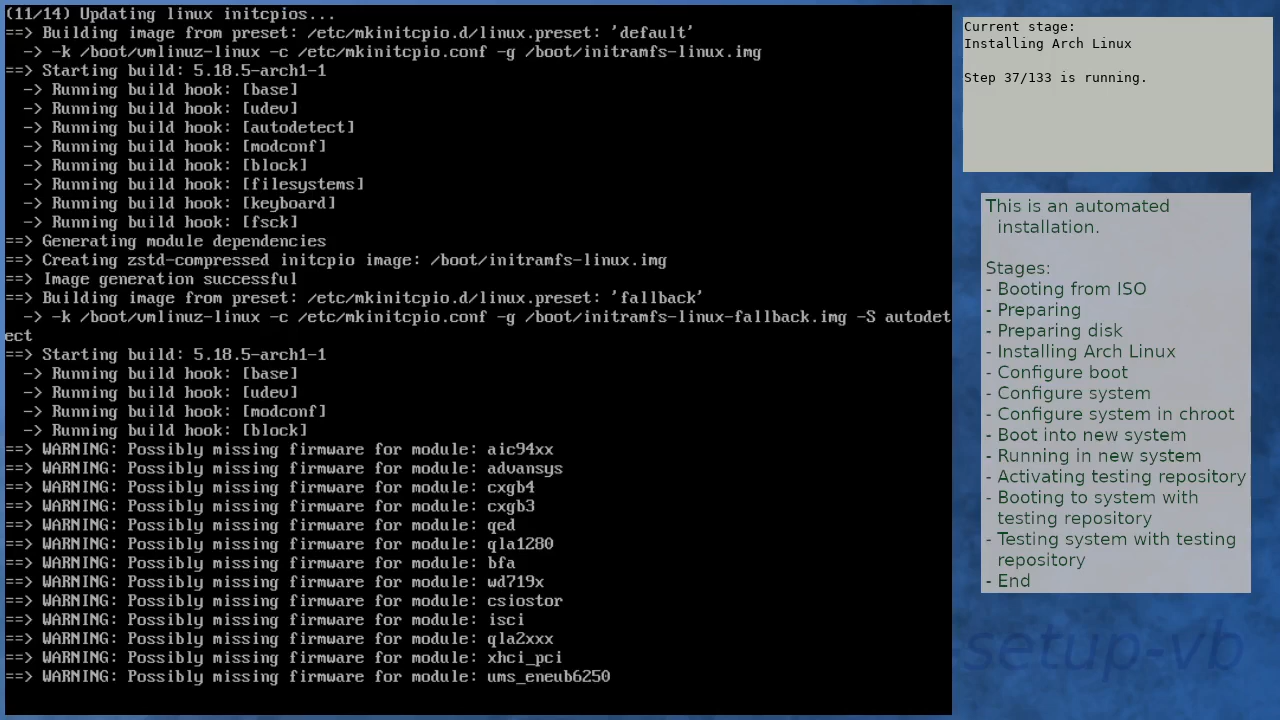 (11/14) Updating linux initcpios...
==> Building image from preset: /etc/mkinitcpio.d/linux.preset: 'default'
  -> -k /boot/vmlinuz-linux -c /etc/mkinitcpio.conf -g /boot/initramfs-linux.img
==> Starting build: 5.18.5-arch1-1
  -> Running build hook: [base]
  -> Running build hook: [udev]
  -> Running build hook: [autodetect]
  -> Running build hook: [modconf]
  -> Running build hook: [block]
  -> Running build hook: [filesystems]
  -> Running build hook: [keyboard]
  -> Running build hook: [fsck]
==> Generating module dependencies
==> Creating zstd-compressed initcpio image: /boot/initramfs-linux.img
==> Image generation successful
==> Building image from preset: /etc/mkinitcpio.d/linux.preset: 'fallback'
  -> -k /boot/vmlinuz-linux -c /etc/mkinitcpio.conf -g /boot/initramfs-linux-fallback.img -S autodet
ect
==> Starting build: 5.18.5-arch1-1
  -> Running build hook: [base]
  -> Running build hook: [udev]
  -> Running build hook: [modconf]
  -> Running build hook: [block]
==> WARNING: Possibly missing firmware for module: aic94xx
==> WARNING: Possibly missing firmware for module: advansys
==> WARNING: Possibly missing firmware for module: cxgb4
==> WARNING: Possibly missing firmware for module: cxgb3
==> WARNING: Possibly missing firmware for module: qed
==> WARNING: Possibly missing firmware for module: qla1280
==> WARNING: Possibly missing firmware for module: bfa
==> WARNING: Possibly missing firmware for module: wd719x
==> WARNING: Possibly missing firmware for module: csiostor
==> WARNING: Possibly missing firmware for module: isci
==> WARNING: Possibly missing firmware for module: qla2xxx
==> WARNING: Possibly missing firmware for module: xhci_pci
==> WARNING: Possibly missing firmware for module: ums_eneub6250
Current stage:
Installing Arch Linux
Step 37/133 is running.
This is an automated
installation.
Stages:
- Booting from ISO
- Preparing
- Preparing disk
- Installing Arch Linux
- Configure boot
- Configure system
- Configure system in chroot
- Boot into new system
- Running in new system
- Activating testing repository
- Booting to system with
testing repository
- Testing system with testing
repository
- End
setup-vb